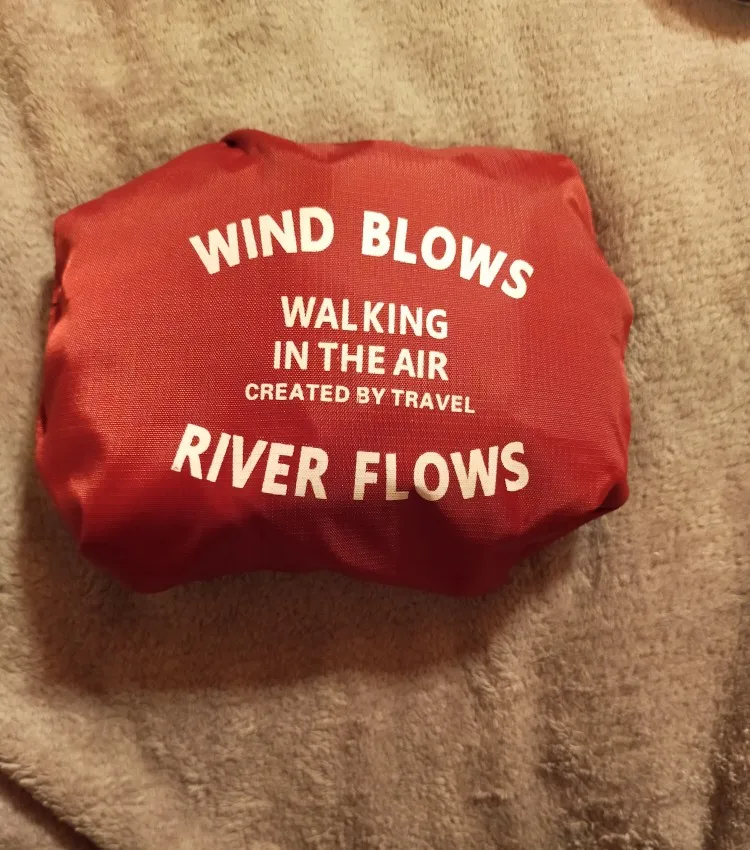 WIND BLOWS
WALKING
IN THE AIR
CREATED BY TRAVEL
RIVER FLOWS